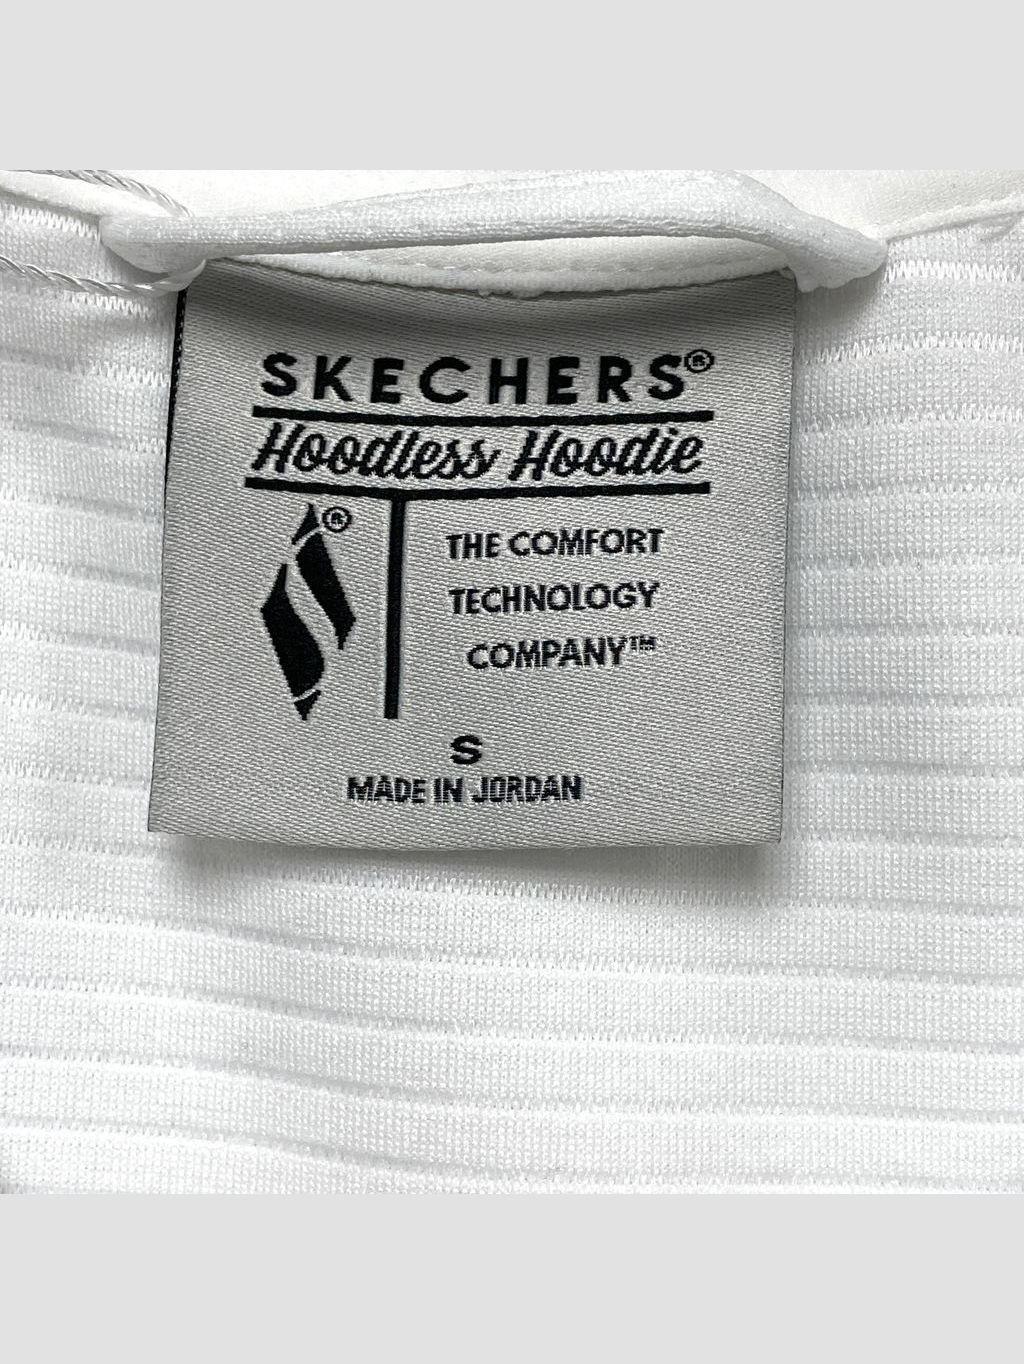 SKECHERS®
Hoodless Hoodie
®
THE COMFORT
TECHNOLOGY
COMPANY™
S
MADE IN JORDAN